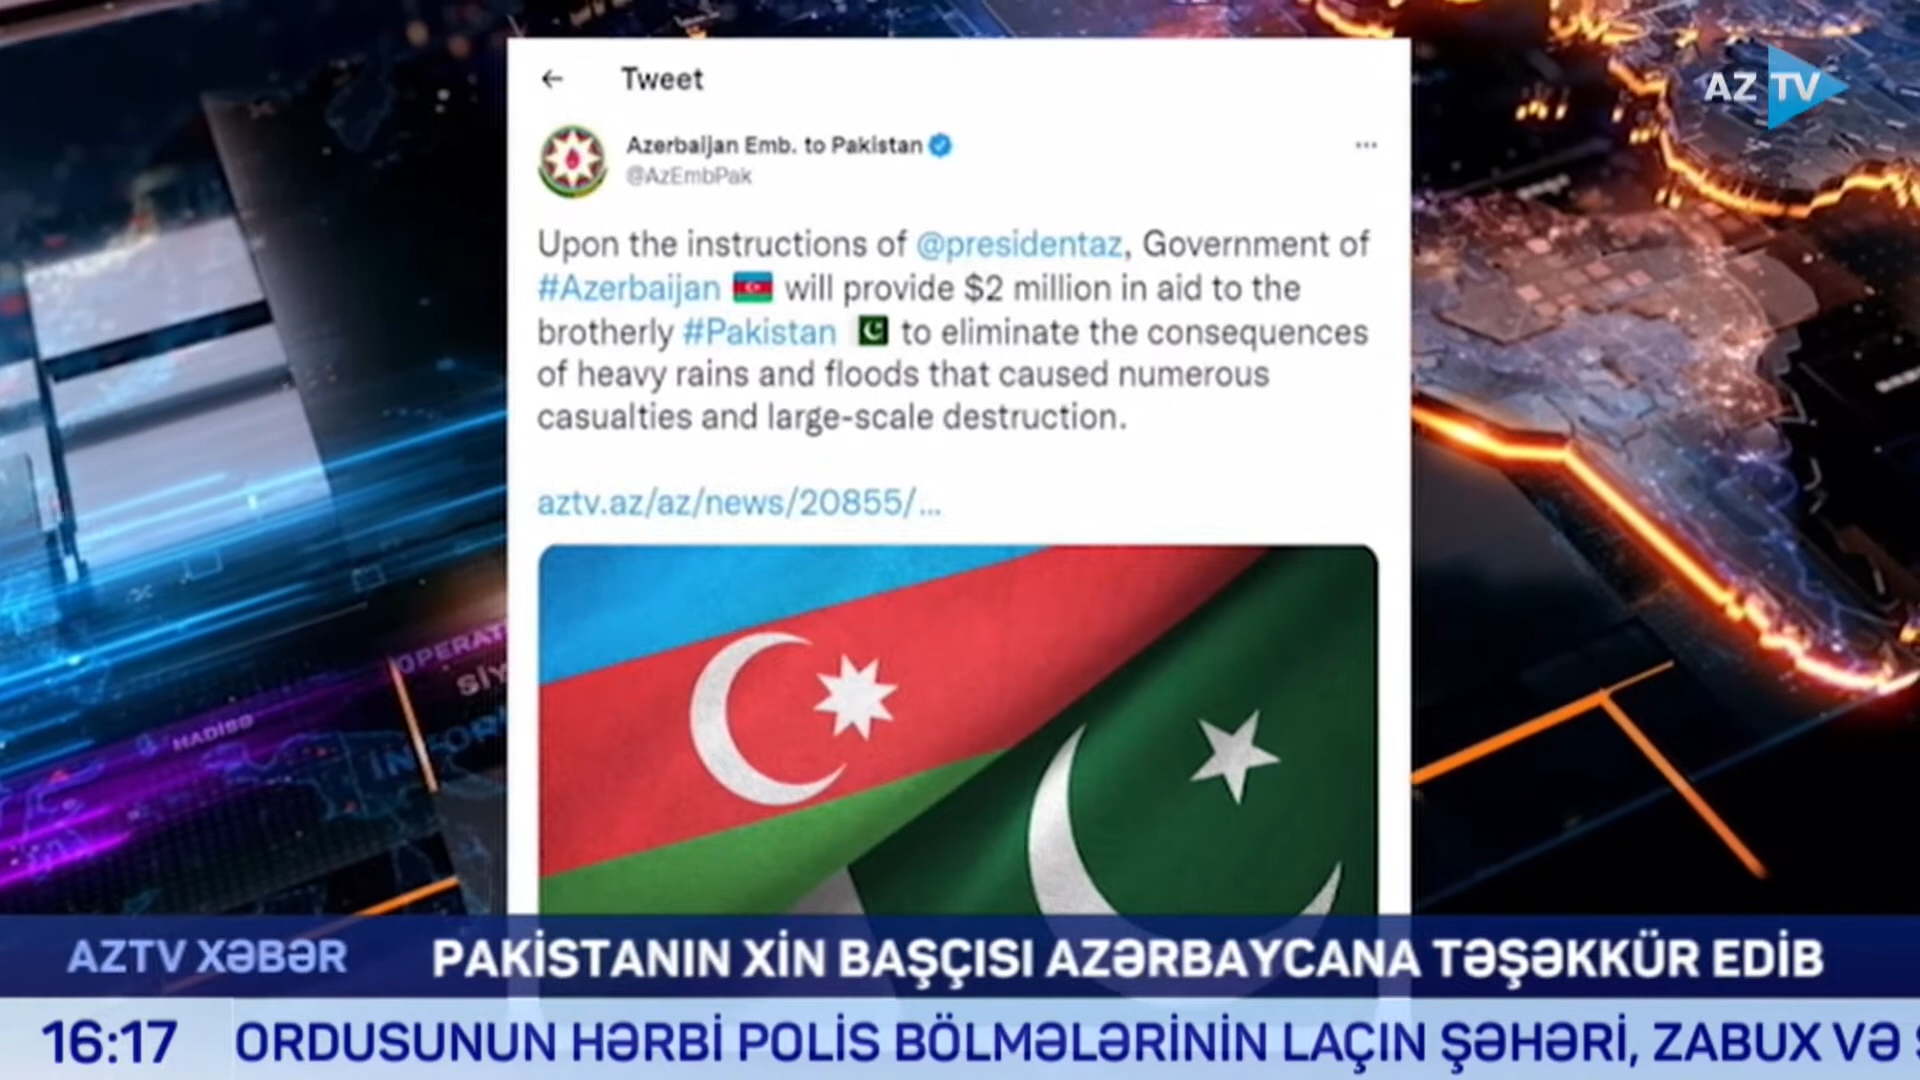 AZ TV
Tweet
Azerbaijan Emb. to Pakistan
@AzEmbPak
Upon the instructions of @presidentaz, Government of
#Azerbaijan will provide $2 million in aid to the
brotherly #Pakistan to eliminate the consequences
of heavy rains and floods that caused numerous
casualties and large-scale destruction.
aztv.az/az/news/20855/...
HADISƏ
AZTV XƏBƏR
PAKİSTANIN XİN BAŞÇISI AZƏRBAYCANA TƏŞƏKKÜR EDİB
16:17
ORDUSUNUN HƏRBİ POLİS BÖLMƏLƏRİNİN LAÇIN ŞƏHƏRİ, ZABUX VƏ